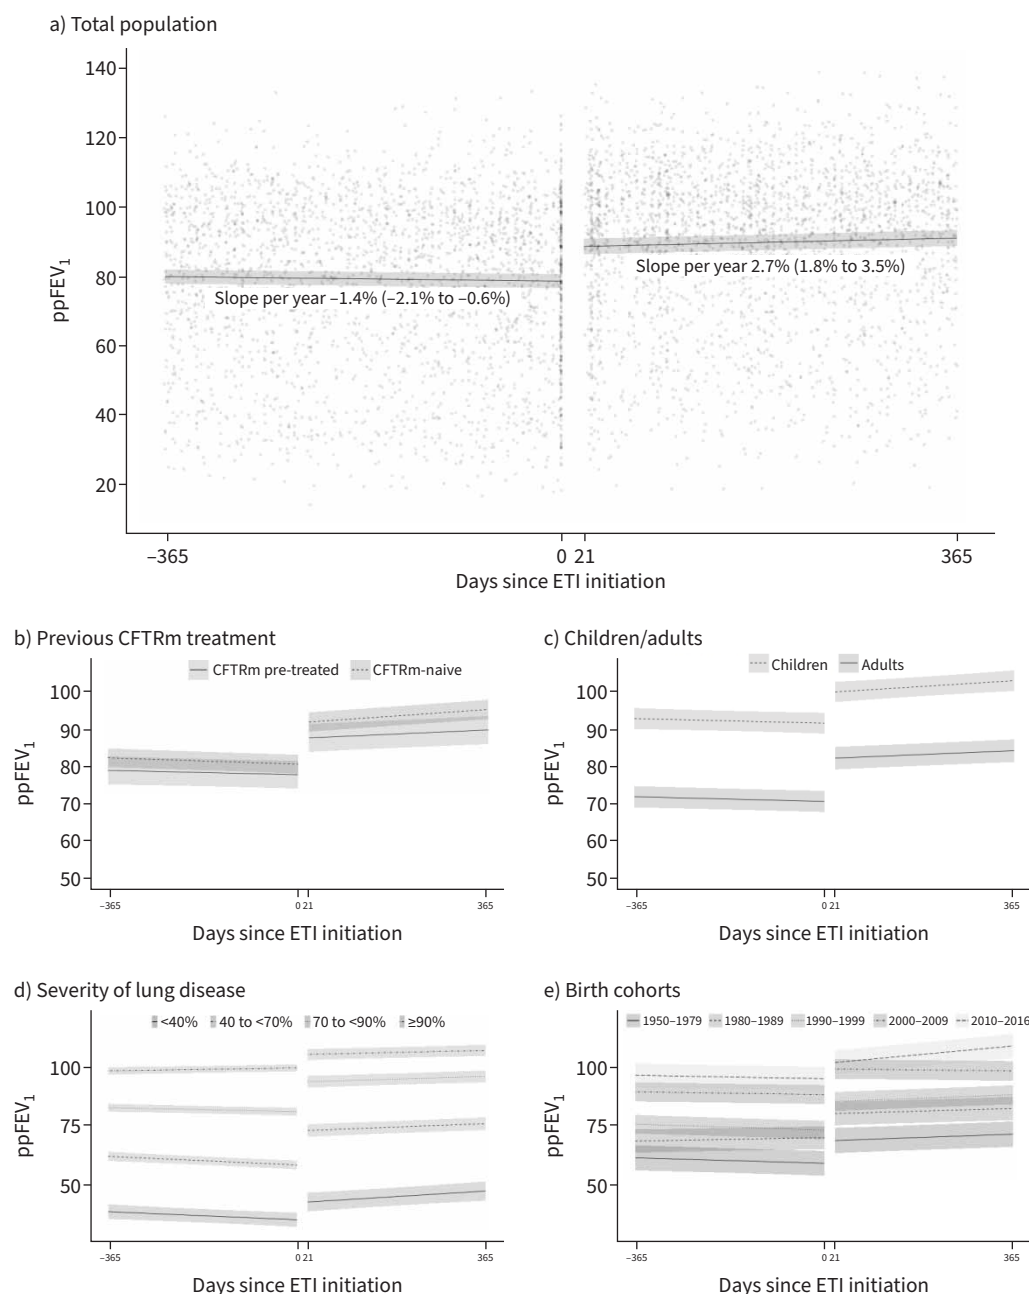 a) Total population
140
120
100
80
60
40
20
ppFEV1
Slope per year –1.4% (–2.1% to –0.6%)
Slope per year 2.7% (1.8% to 3.5%)
–365 0 21 365
Days since ETI initiation
b) Previous CFTRm treatment
CFTRm pre-treated CFTRm-naive
100
90
80
70
60
50
ppFEV1
–365 0 21 365
Days since ETI initiation
c) Children/adults
Children Adults
100
90
80
70
60
50
ppFEV1
–365 0 21 365
Days since ETI initiation
d) Severity of lung disease
<40% 40 to <70% 70 to <90% ≥90%
100
75
50
ppFEV1
–365 0 21 365
Days since ETI initiation
e) Birth cohorts
1950–1979 1980–1989 1990–1999 2000–2009 2010–2016
100
75
50
ppFEV1
–365 0 21 365
Days since ETI initiation